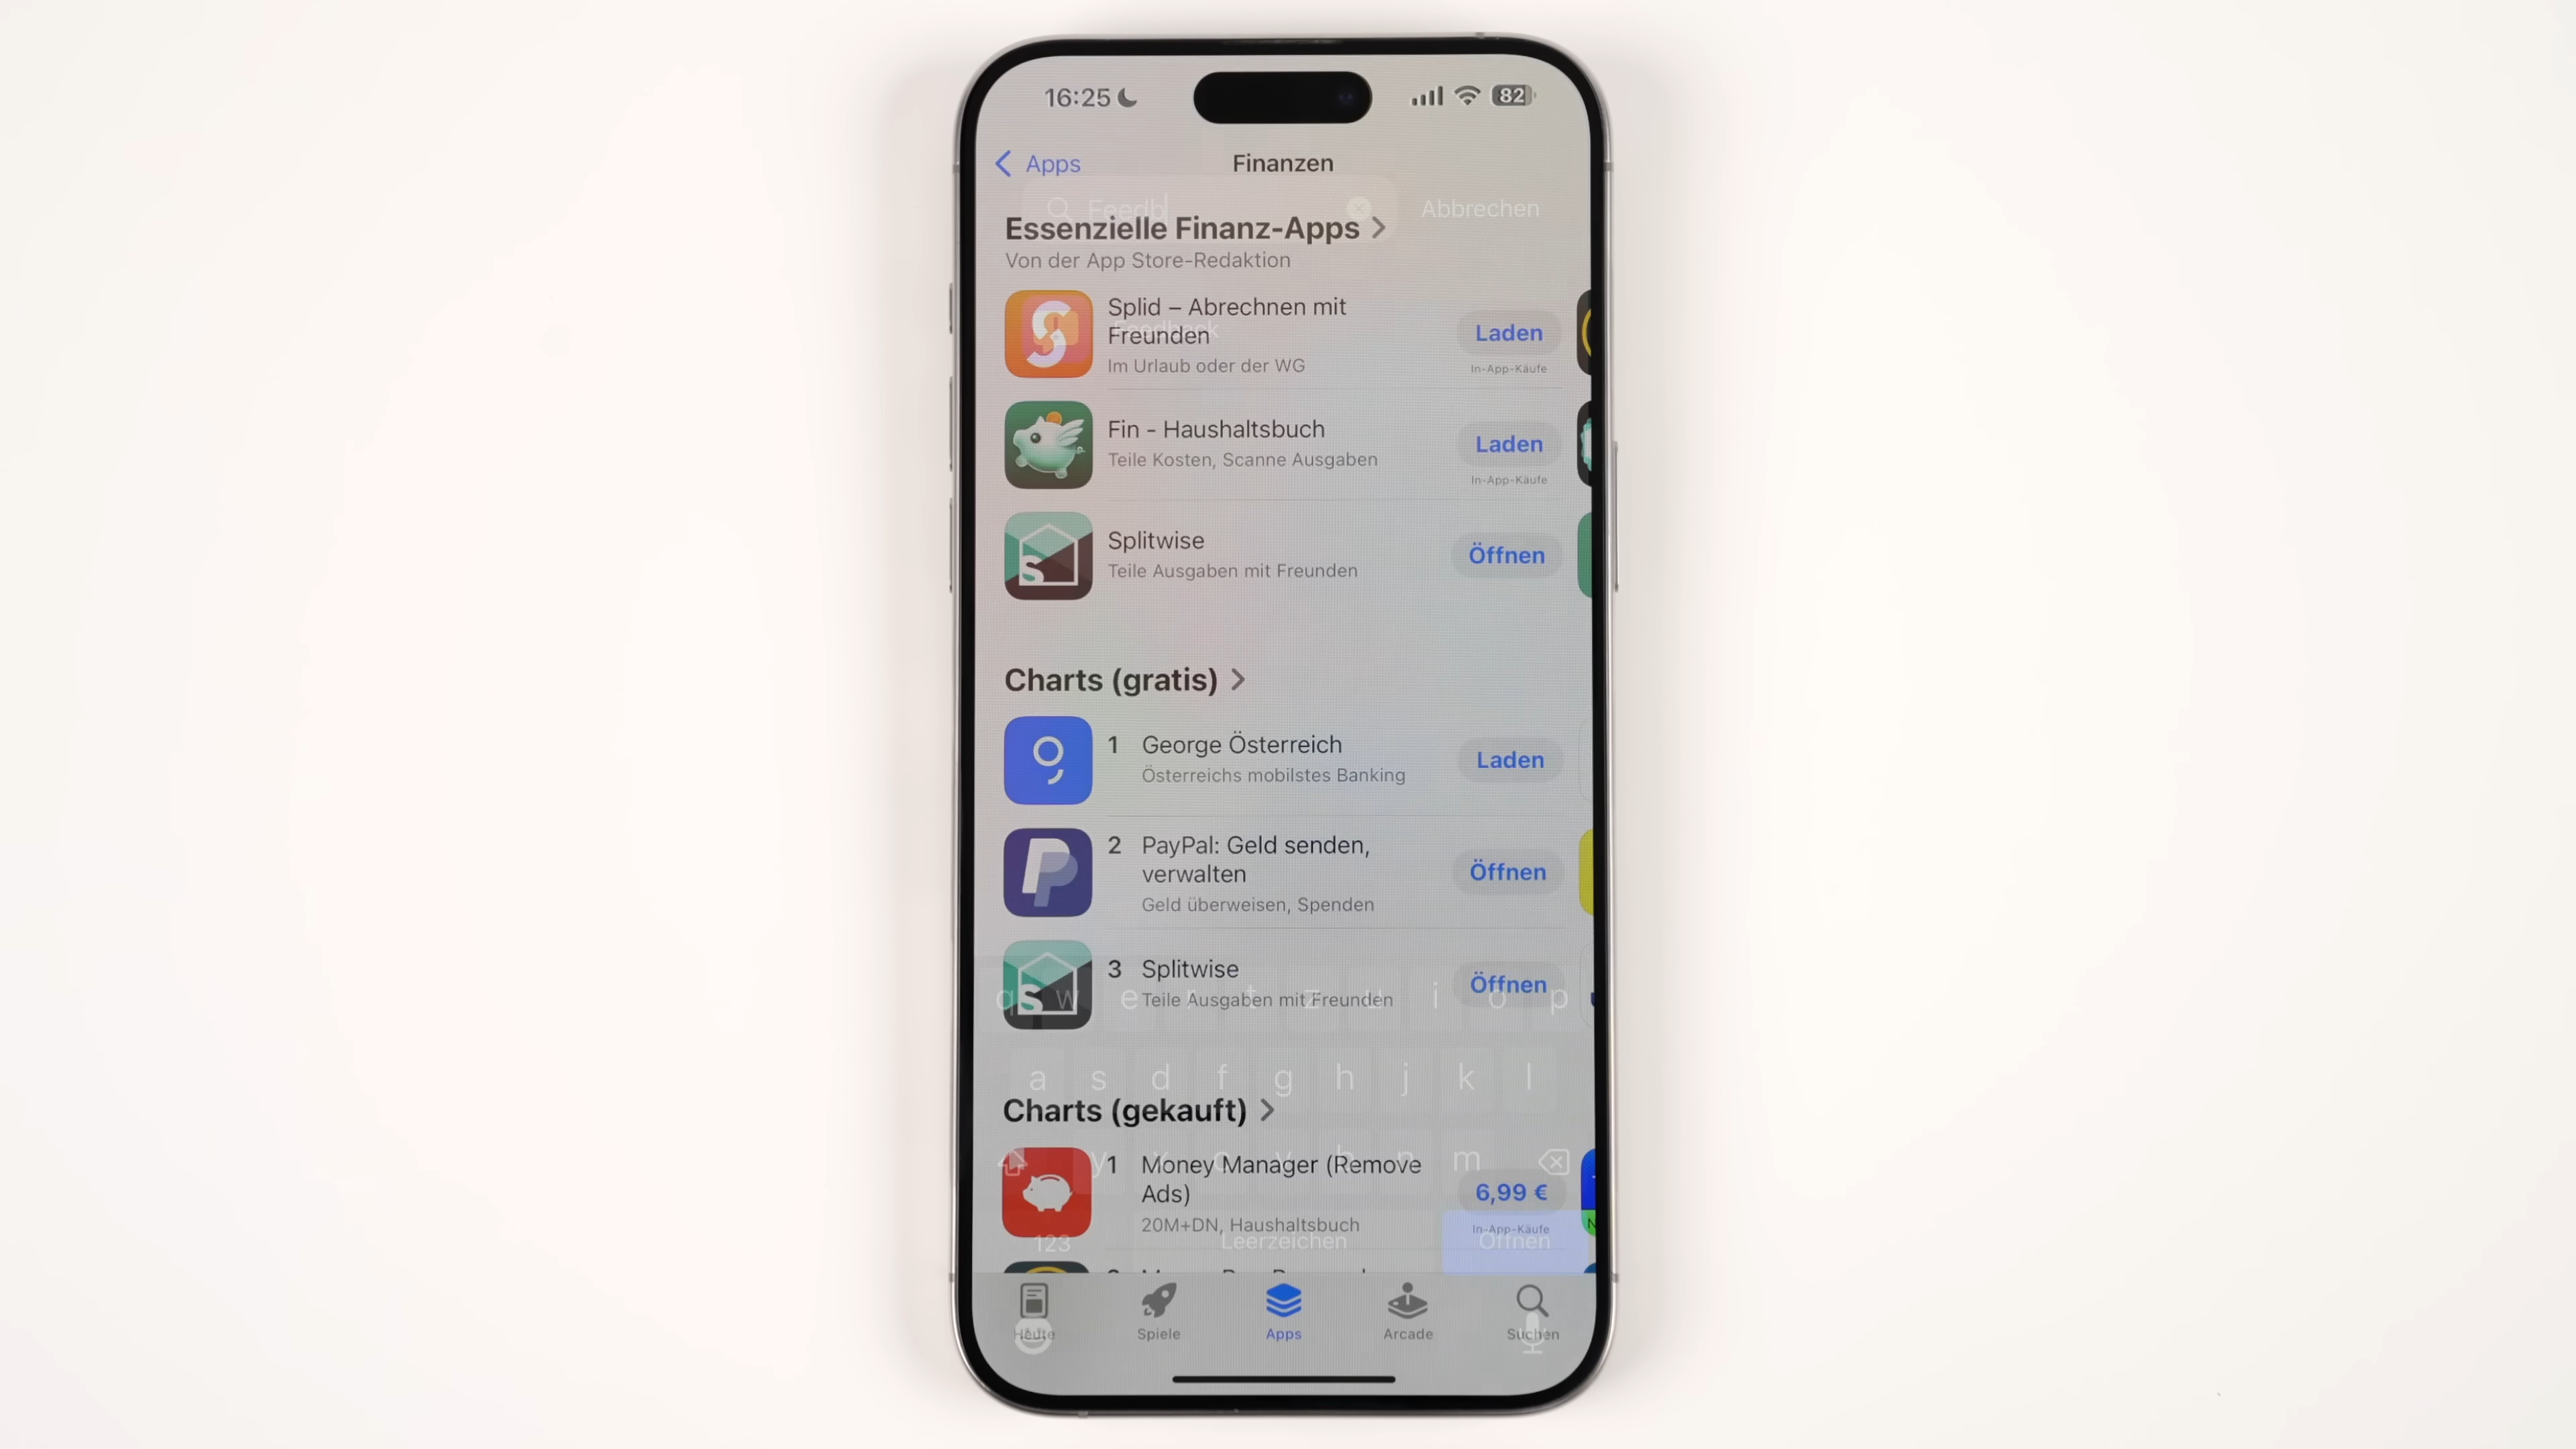 16:25
82
Apps
Finanzen
Feedb
Abbrechen
Essenzielle Finanz-Apps
Von der App Store-Redaktion
Splid – Abrechnen mit
Freunden
Feedback
Im Urlaub oder der WG
Laden
In-App-Käufe
Fin - Haushaltsbuch
Teile Kosten, Scanne Ausgaben
Laden
In-App-Käufe
Splitwise
Teile Ausgaben mit Freunden
Öffnen
Charts (gratis)
1 George Österreich
Österreichs mobilstes Banking
Laden
2 PayPal: Geld senden,
verwalten
Geld überweisen, Spenden
Öffnen
3 Splitwise
Teile Ausgaben mit Freunden
Öffnen
q w e r t z u i o p
a s d f g h j k l
Charts (gekauft)
y x c v b n m
1 Money Manager (Remove
Ads)
20M+DN, Haushaltsbuch
6,99 €
In-App-Käufe
123
Leerzeichen
Öffnen
Heute
Spiele
Apps
Arcade
Suchen